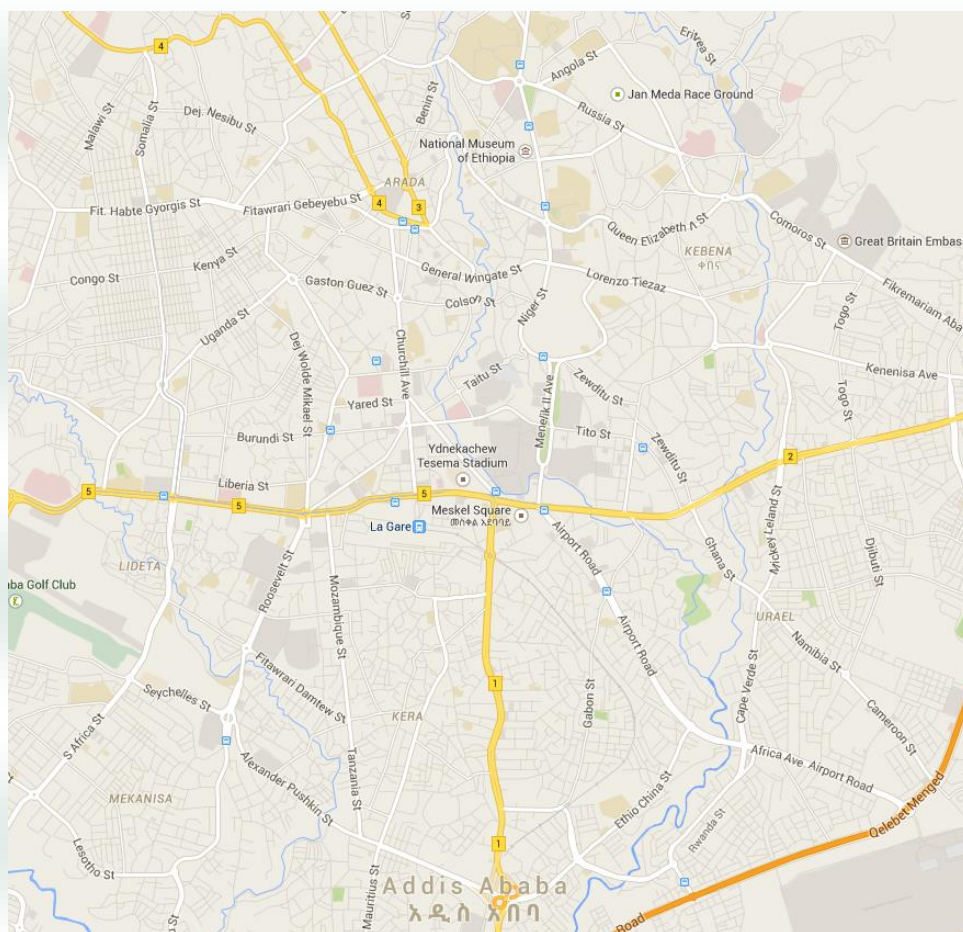 4
Angola St
Eritrea St
Jan Meda Race Ground
Malawi St
Somalia St
Dej. Nesibu St
Benin St
Russia St
National Museum
of Ethiopia
ARADA
Fit. Habte Gyorgis St
Fitawrari Gebeyebu St
4
3
Queen Elizabeth Λ St
Comoros St
Kenya St
KEBENA
ቀበና
Great Britain Embas
Congo St
General Wingate St
Gaston Guez St
Lorenzo Tiezaz
Colson St
Niger St
Togo St
Fikremariam Aba
Uganda St
Dej Wolde Mikael St
Churchill Ave
Taitu St
Zewditu St
Kenenisa Ave
Menelik II Ave
Togo St
Yared St
Burundi St
Tito St
Zewditu St
Ydnekachew
Tesema Stadium
2
Liberia St
5
5
5
Meskel Square
መስቀል አደባባይ
La Gare
Airport Road
Mickey Leland St
Ghana St
Djibuti St
LIDETA
aba Golf Club
Roosevelt St
Mozambique St
URAEL
Airport Road
Namibia St
Fitawrari Damtew St
Seychelles St
1
Gabon St
Cape Verde St
KERA
Cameroon St
S Africa St
Alexander Pushkin St
Tanzania St
Africa Ave
Airport Road
MEKANISA
Ethio China St
Qelebet Menged
Lesotho St
1
Rwanda St
Mauritius St
Addis Ababa
አዲስ አበባ
Road